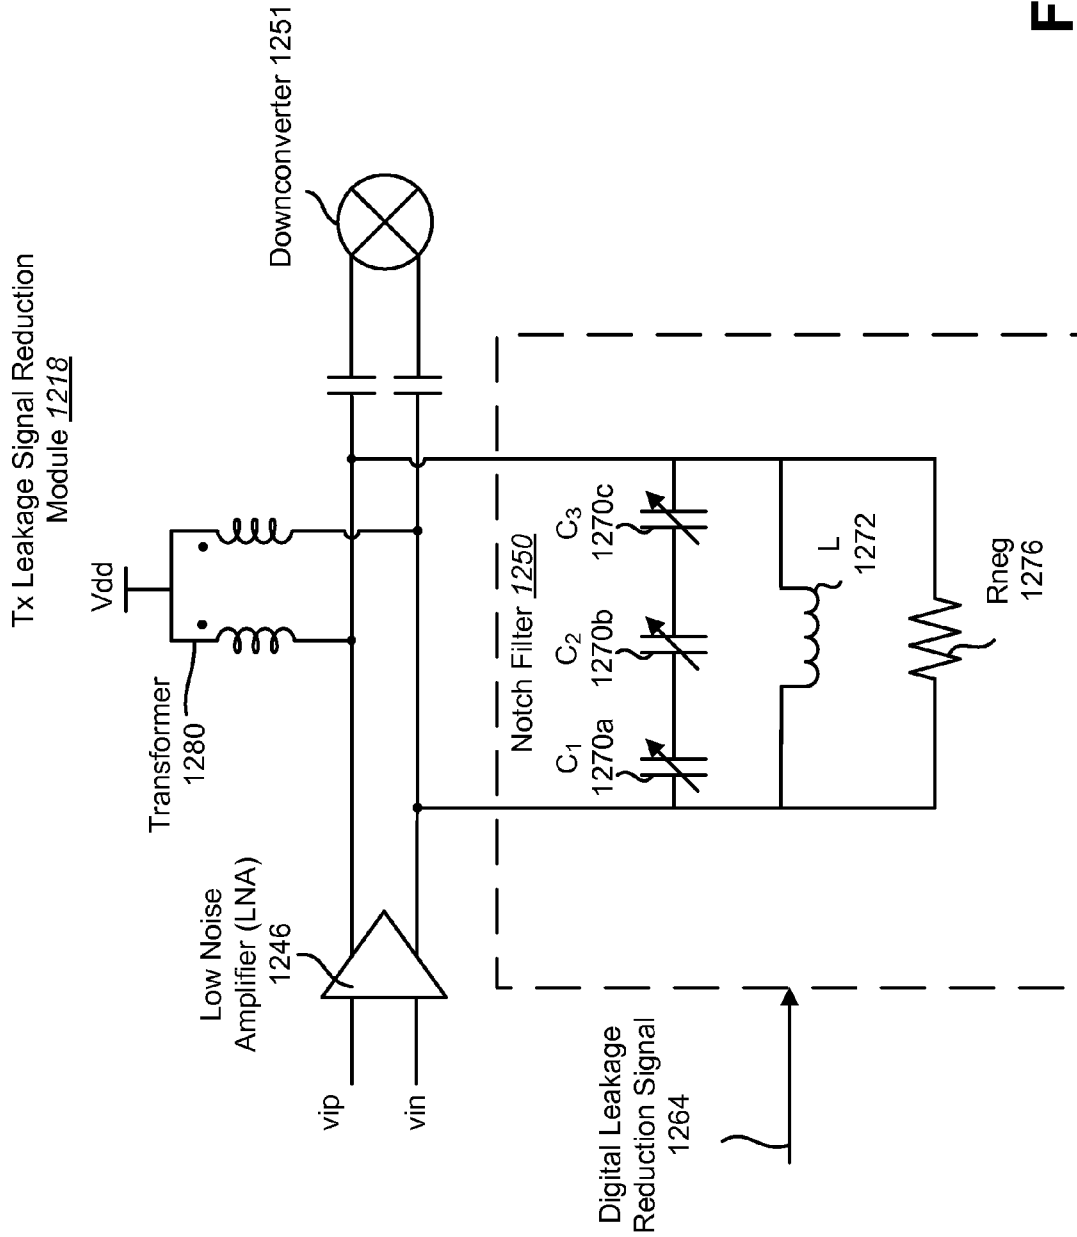 Tx Leakage Signal Reduction
Module 1218
Vdd
Transformer
1280
Low Noise
Amplifier (LNA)
1246
Downconverter 1251
vip
vin
Notch Filter 1250
C1
1270a
C2
1270b
C3
1270c
L
1272
Rneg
1276
Digital Leakage
Reduction Signal
1264
F